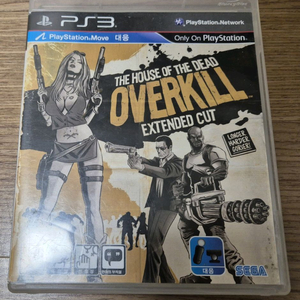 PS3
PlayStation Network
PlayStation Move 대응
Only On PlayStation
THE HOUSE OF THE DEAD
OVERKILL
EXTENDED CUT
LONGER.
HARDER.
GORIER!
대응
SEGA